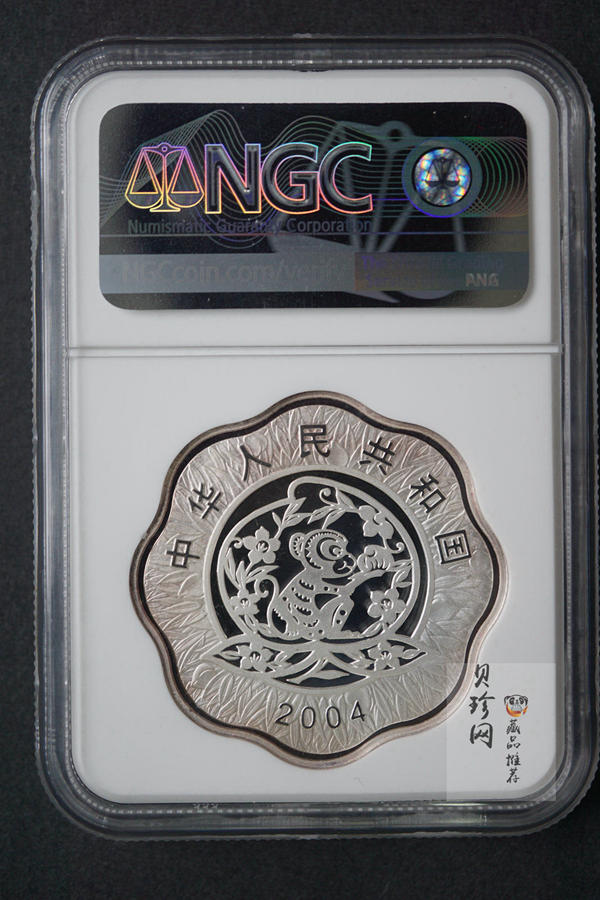 NGC
Numismatic Guaranty Corporation
NGCcoin.com/verify
中华人民共和国
2004
贝珍网
藏品推荐